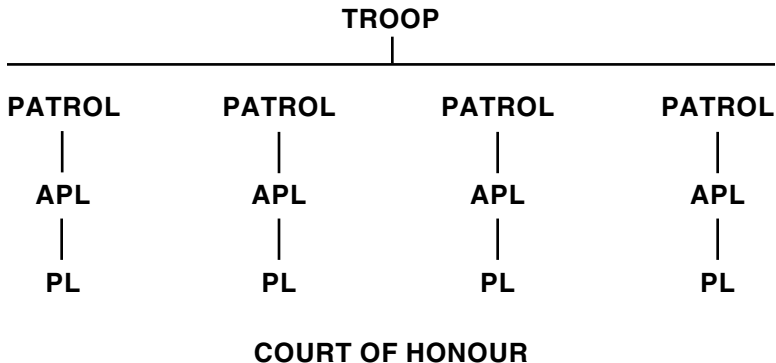 TROOP
PATROL PATROL PATROL PATROL
APL APL APL APL
PL PL PL PL
COURT OF HONOUR